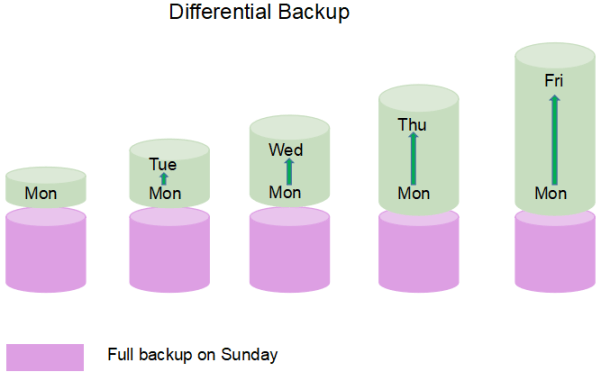 Differential Backup
Fri
Thu
Wed
Tue
Mon Mon Mon Mon Mon
Full backup on Sunday